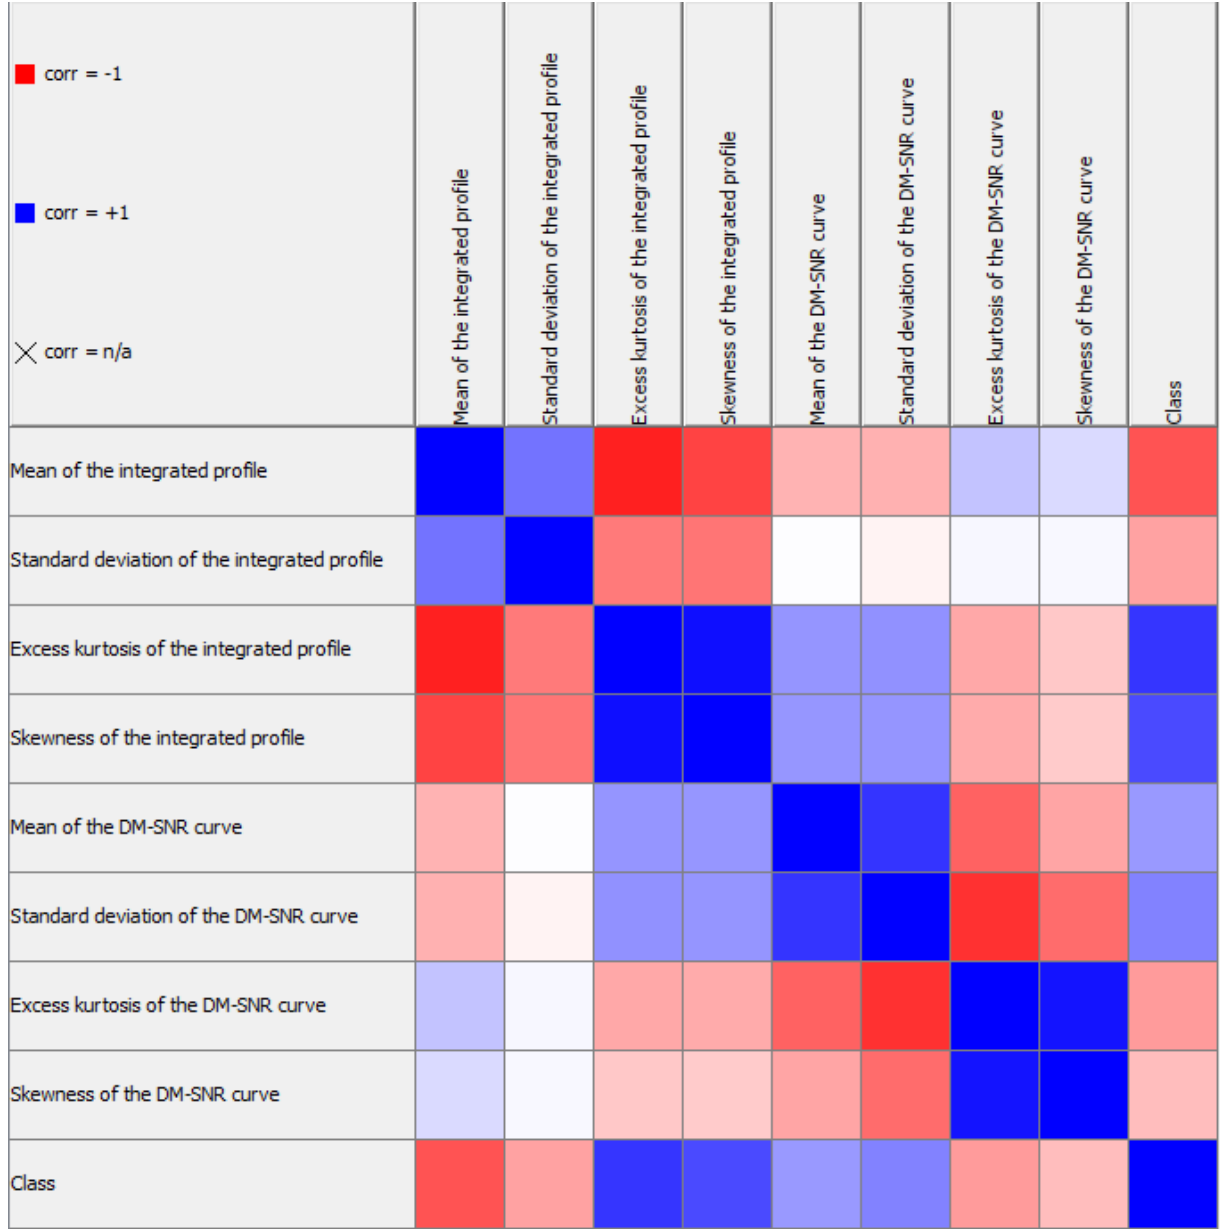 corr = -1
corr = +1
corr = n/a
Mean of the integrated profile
Standard deviation of the integrated profile
Excess kurtosis of the integrated profile
Skewness of the integrated profile
Mean of the DM-SNR curve
Standard deviation of the DM-SNR curve
Excess kurtosis of the DM-SNR curve
Skewness of the DM-SNR curve
Class
Mean of the integrated profile
Standard deviation of the integrated profile
Excess kurtosis of the integrated profile
Skewness of the integrated profile
Mean of the DM-SNR curve
Standard deviation of the DM-SNR curve
Excess kurtosis of the DM-SNR curve
Skewness of the DM-SNR curve
Class